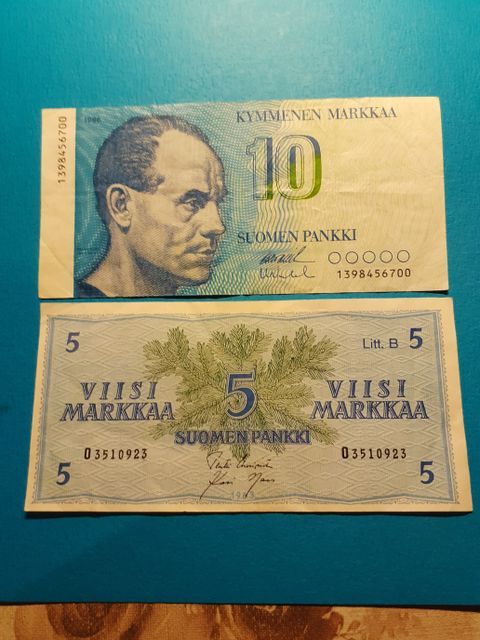 1986
1398456700
KYMMENEN MARKKAA
10
SUOMEN PANKKI
1398456700
5
Litt. B 5
VIISI
MARKKAA
5
VIISI
MARKKAA
SUOMEN PANKKI
O3510923
O3510923
5
5
1963